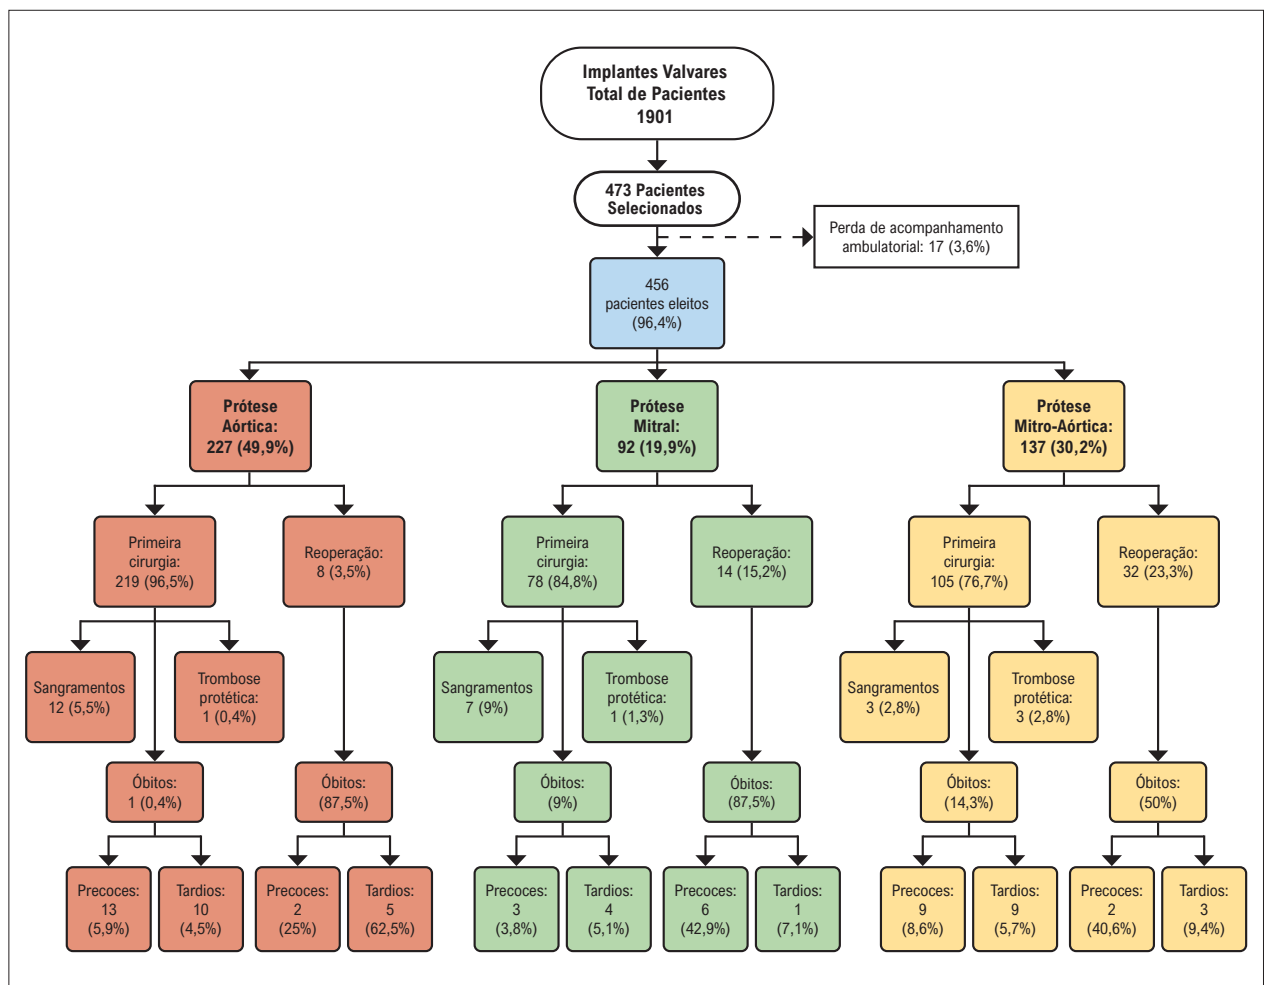 Implantes Valvares
Total de Pacientes
1901
473 Pacientes
Selecionados
Perda de acompanhamento
ambulatorial: 17 (3,6%)
456
pacientes eleitos
(96,4%)
Prótese
Aórtica:
227 (49,9%)
Prótese
Mitral:
92 (19,9%)
Prótese
Mitro-Aórtica:
137 (30,2%)
Primeira
cirurgia:
219 (96,5%)
Reoperação:
8 (3,5%)
Primeira
cirurgia:
78 (84,8%)
Reoperação:
14 (15,2%)
Primeira
cirurgia:
105 (76,7%)
Reoperação:
32 (23,3%)
Sangramentos
12 (5,5%)
Trombose
protética:
1 (0,4%)
Sangramentos
7 (9%)
Trombose
protética:
1 (1,3%)
Sangramentos
3 (2,8%)
Trombose
protética:
3 (2,8%)
Óbitos:
1 (0,4%)
Óbitos:
(87,5%)
Óbitos:
(9%)
Óbitos:
(87,5%)
Óbitos:
(14,3%)
Óbitos:
(50%)
Precoces:
13
(5,9%)
Tardios:
10
(4,5%)
Precoces:
2
(25%)
Tardios:
5
(62,5%)
Precoces:
3
(3,8%)
Tardios:
4
(5,1%)
Precoces:
6
(42,9%)
Tardios:
1
(7,1%)
Precoces:
9
(8,6%)
Tardios:
9
(5,7%)
Precoces:
2
(40,6%)
Tardios:
3
(9,4%)